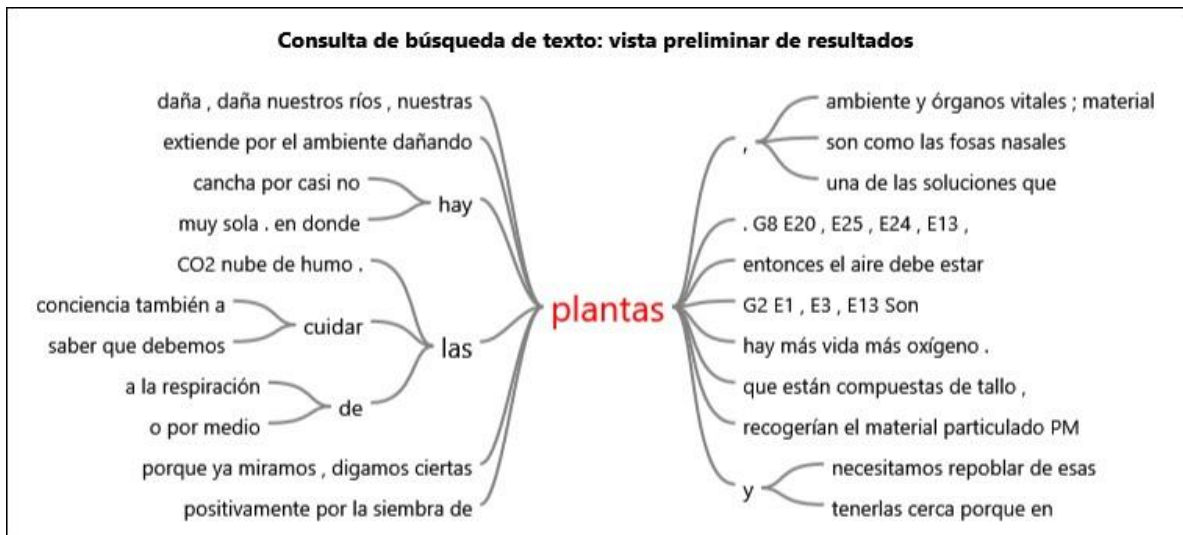 Consulta de búsqueda de texto: vista preliminar de resultados
daña , daña nuestros ríos , nuestras
extiende por el ambiente dañando
cancha por casi no
muy sola . en donde
hay
CO2 nube de humo .
conciencia también a
saber que debemos
cuidar
a la respiración
o por medio
de
las
porque ya miramos , digamos ciertas
positivamente por la siembra de
plantas
,
ambiente y órganos vitales ; material
son como las fosas nasales
una de las soluciones que
. G8 E20 , E25 , E24 , E13 ,
entonces el aire debe estar
G2 E1 , E3 , E13 Son
hay más vida más oxígeno .
que están compuestas de tallo ,
recogerían el material particulado PM
y
necesitamos repoblar de esas
tenerlas cerca porque en